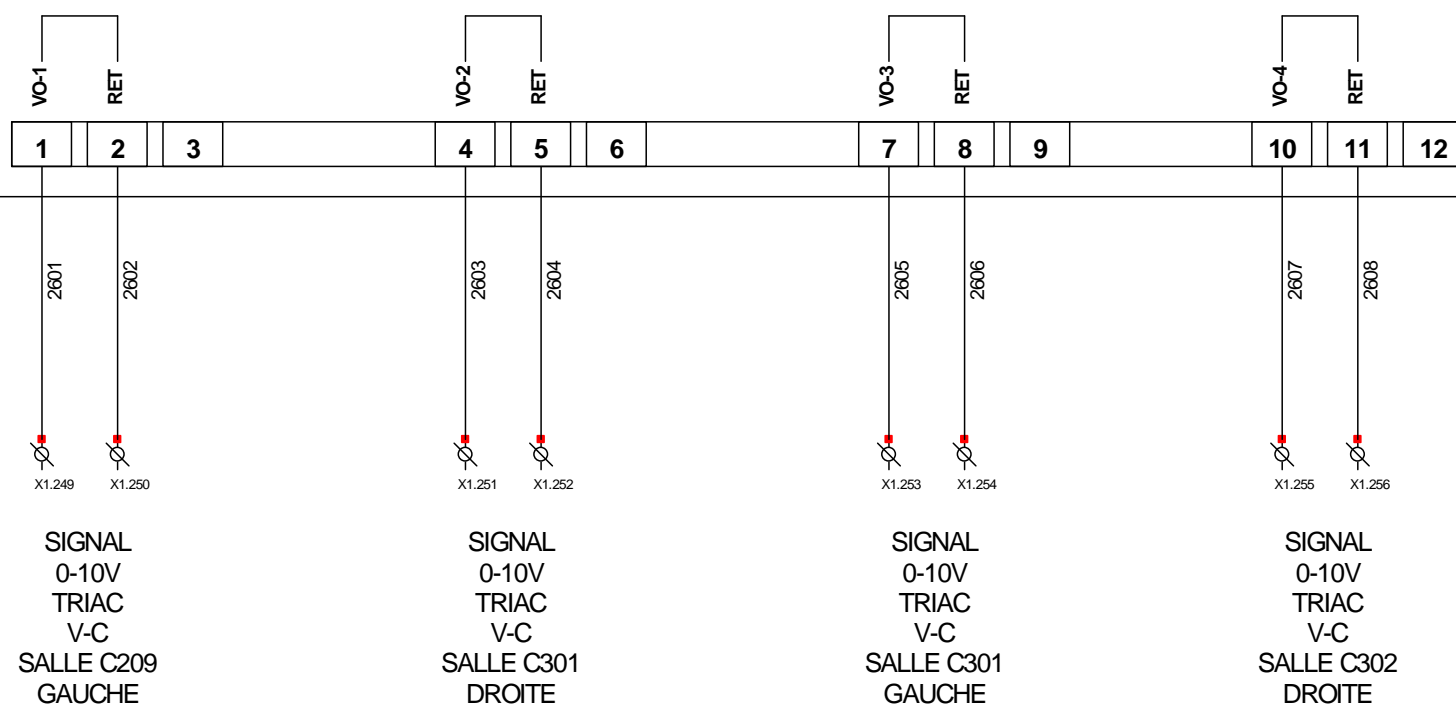 VO-1 RET VO-2 RET VO-3 RET VO-4 RET
1 2 3 4 5 6 7 8 9 10 11 12
2601 2602 2603 2604 2605 2606 2607 2608
X1.249 X1.250 X1.251 X1.252 X1.253 X1.254 X1.255 X1.256
SIGNAL
0-10V
TRIAC
V-C
SALLE C209
GAUCHE
SIGNAL
0-10V
TRIAC
V-C
SALLE C301
DROITE
SIGNAL
0-10V
TRIAC
V-C
SALLE C301
GAUCHE
SIGNAL
0-10V
TRIAC
V-C
SALLE C302
DROITE